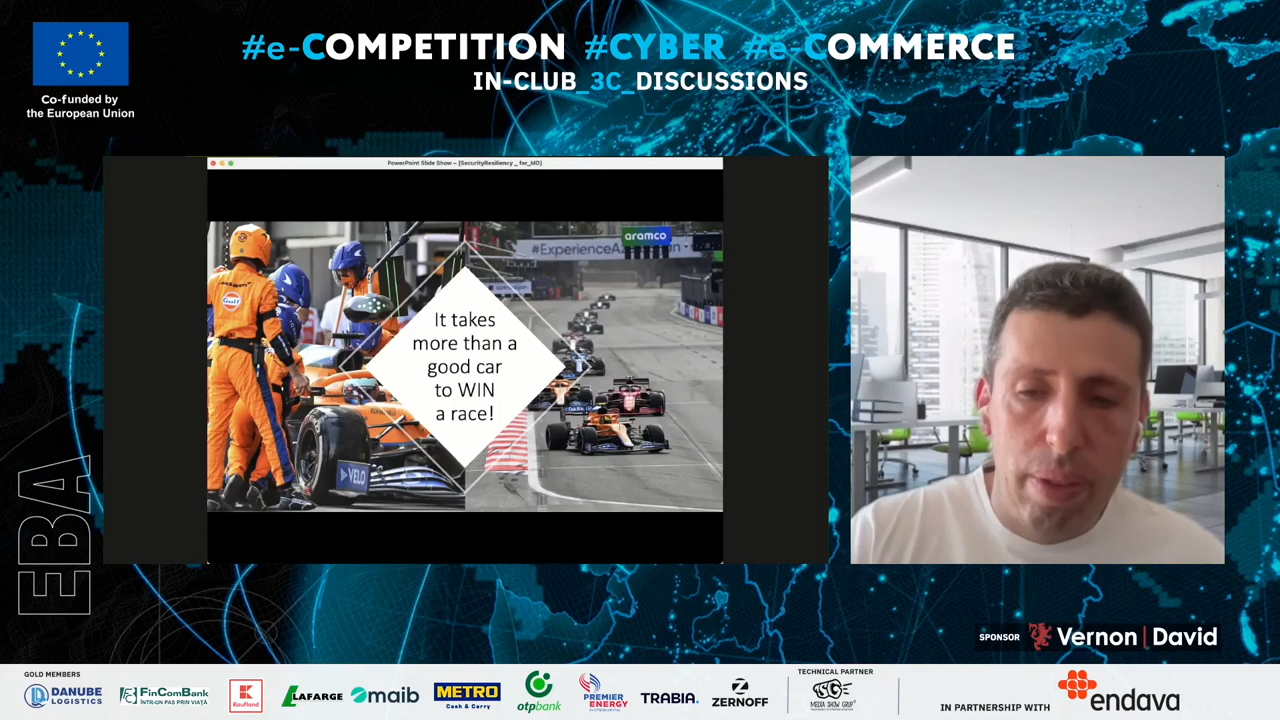 #e-COMPETITION #CYBER #e-COMMERCE
IN-CLUB_3C_DISCUSSIONS
Co-funded by
the European Union
PowerPoint Slide Show - [SecurityResiliency _ for_MD]
aramco
Gulf
VELO
It takes
more than a
good car
to WIN
a race!
EBA
SPONSOR Vernon | David
GOLD MEMBERS
DANUBE
LOGISTICS
FinComBank
ÎNTR-UN PAS PRIN VIAȚĂ
Kaufland
LAFARGE
maib
METRO
Cash & Carry
otpbank
PREMIER
ENERGY
TRABIA
ZERNOFF
TECHNICAL PARTNER
MEDIA SHOW GRUP
IN PARTNERSHIP WITH
endava